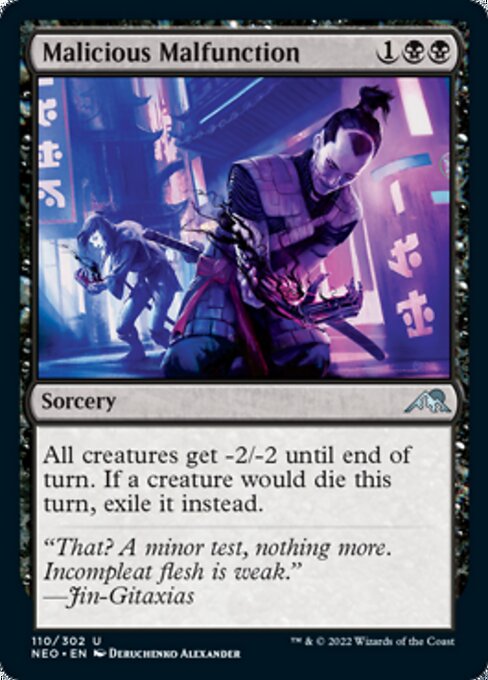 Malicious Malfunction 1
Sorcery
All creatures get -2/-2 until end of
turn. If a creature would die this
turn, exile it instead.
“That? A minor test, nothing more.
Incompleat flesh is weak.”
—Jin-Gitaxias
110/302 U
NEO • EN DERUCHENKO ALEXANDER
™ & © 2022 Wizards of the Coast